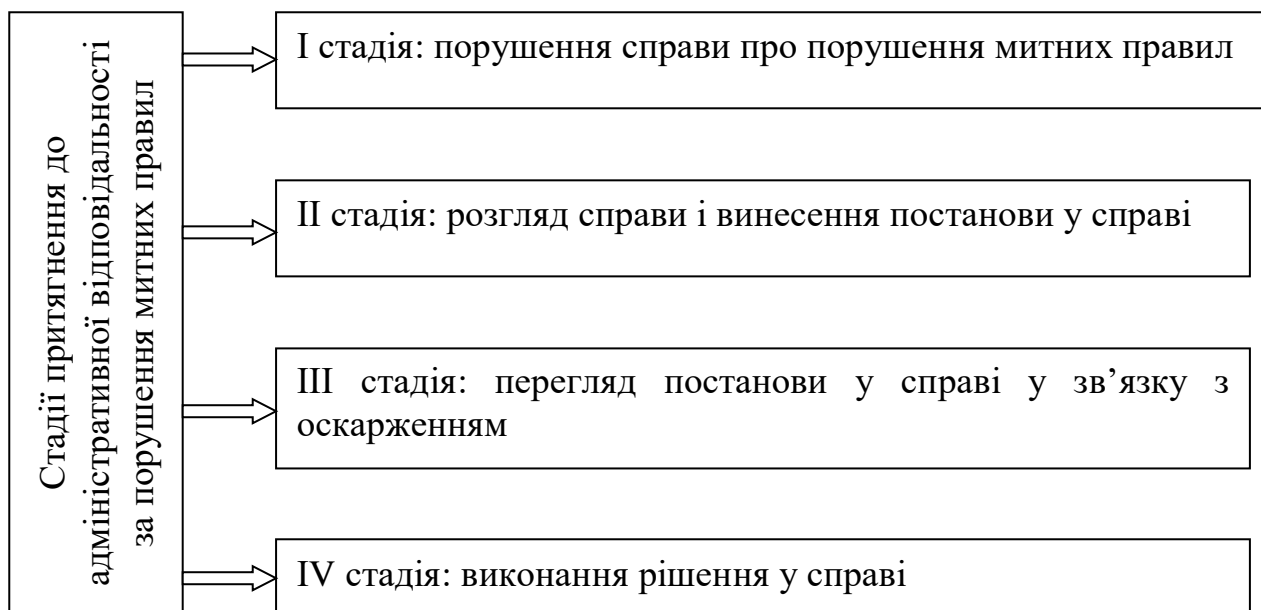 Стадії притягнення до
адміністративної відповідальності
за порушення митних правил
I стадія: порушення справи про порушення митних правил
II стадія: розгляд справи і винесення постанови у справі
III стадія: перегляд постанови у справі у зв’язку з
оскарженням
IV стадія: виконання рішення у справі